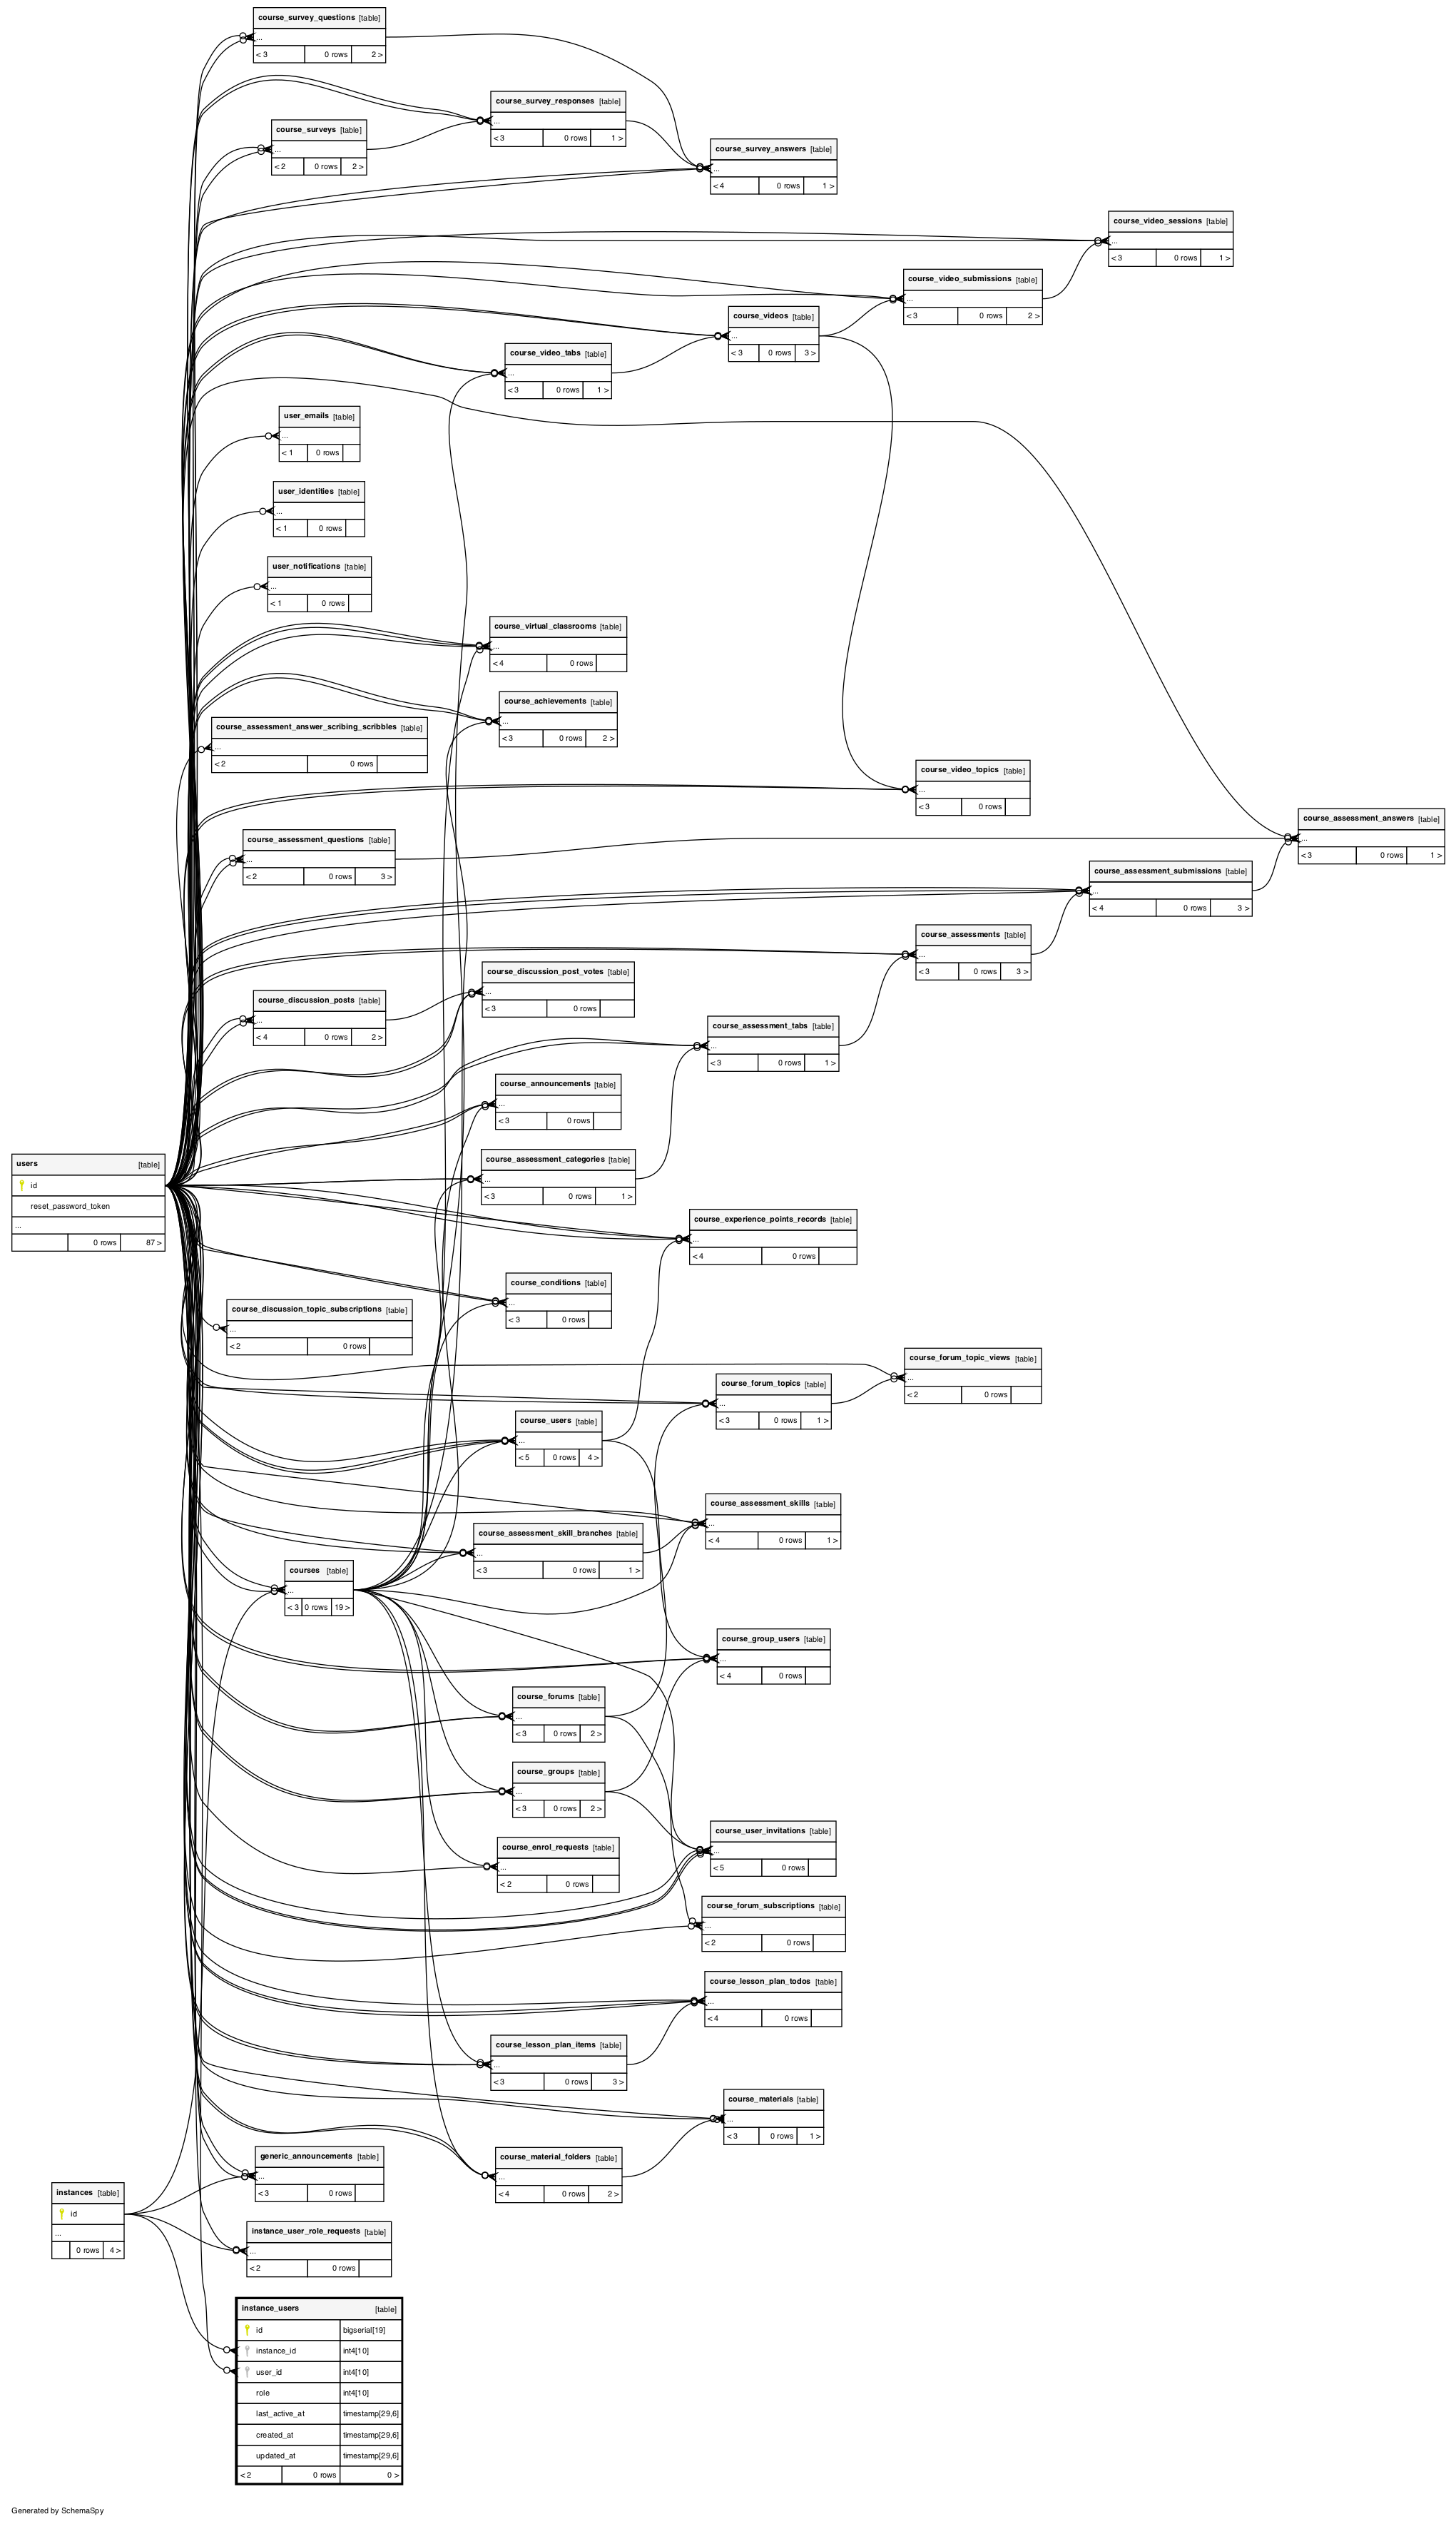 course_survey_questions [table]
...
< 3 0 rows 2 >
course_survey_responses [table]
...
< 3 0 rows 1 >
course_surveys [table]
...
< 2 0 rows 2 >
course_survey_answers [table]
...
< 4 0 rows 1 >
course_video_sessions [table]
...
< 3 0 rows 1 >
course_video_submissions [table]
...
< 3 0 rows 2 >
course_videos [table]
...
< 3 0 rows 3 >
course_video_tabs [table]
...
< 3 0 rows 1 >
user_emails [table]
...
< 1 0 rows
user_identities [table]
...
< 1 0 rows
user_notifications [table]
...
< 1 0 rows
course_virtual_classrooms [table]
...
< 4 0 rows
course_achievements [table]
...
< 3 0 rows 2 >
course_assessment_answer_scribing_scribbles [table]
...
< 2 0 rows
course_video_topics [table]
...
< 3 0 rows
course_assessment_answers [table]
...
< 3 0 rows 1 >
course_assessment_questions [table]
...
< 2 0 rows 3 >
course_assessment_submissions [table]
...
< 4 0 rows 3 >
course_assessments [table]
...
< 3 0 rows 3 >
course_discussion_post_votes [table]
...
< 3 0 rows
course_discussion_posts [table]
...
< 4 0 rows 2 >
course_assessment_tabs [table]
...
< 3 0 rows 1 >
course_announcements [table]
...
< 3 0 rows
users [table]
id
reset_password_token
...
0 rows 87 >
course_assessment_categories [table]
...
< 3 0 rows 1 >
course_experience_points_records [table]
...
< 4 0 rows
course_conditions [table]
...
< 3 0 rows
course_discussion_topic_subscriptions [table]
...
< 2 0 rows
course_forum_topic_views [table]
...
< 2 0 rows
course_forum_topics [table]
...
< 3 0 rows 1 >
course_users [table]
...
< 5 0 rows 4 >
course_assessment_skills [table]
...
< 4 0 rows 1 >
course_assessment_skill_branches [table]
...
< 3 0 rows 1 >
courses [table]
...
< 3 0 rows 19 >
course_group_users [table]
...
< 4 0 rows
course_forums [table]
...
< 3 0 rows 2 >
course_groups [table]
...
< 3 0 rows 2 >
course_user_invitations [table]
...
< 5 0 rows
course_enrol_requests [table]
...
< 2 0 rows
course_forum_subscriptions [table]
...
< 2 0 rows
course_lesson_plan_todos [table]
...
< 4 0 rows
course_lesson_plan_items [table]
...
< 3 0 rows 3 >
course_materials [table]
...
< 3 0 rows 1 >
generic_announcements [table]
...
< 3 0 rows
course_material_folders [table]
...
< 4 0 rows 2 >
instances [table]
id
...
0 rows 4 >
instance_user_role_requests [table]
...
< 2 0 rows
instance_users [table]
id bigserial[19]
instance_id int4[10]
user_id int4[10]
role int4[10]
last_active_at timestamp[29,6]
created_at timestamp[29,6]
updated_at timestamp[29,6]
< 2 0 rows 0 >
Generated by SchemaSpy